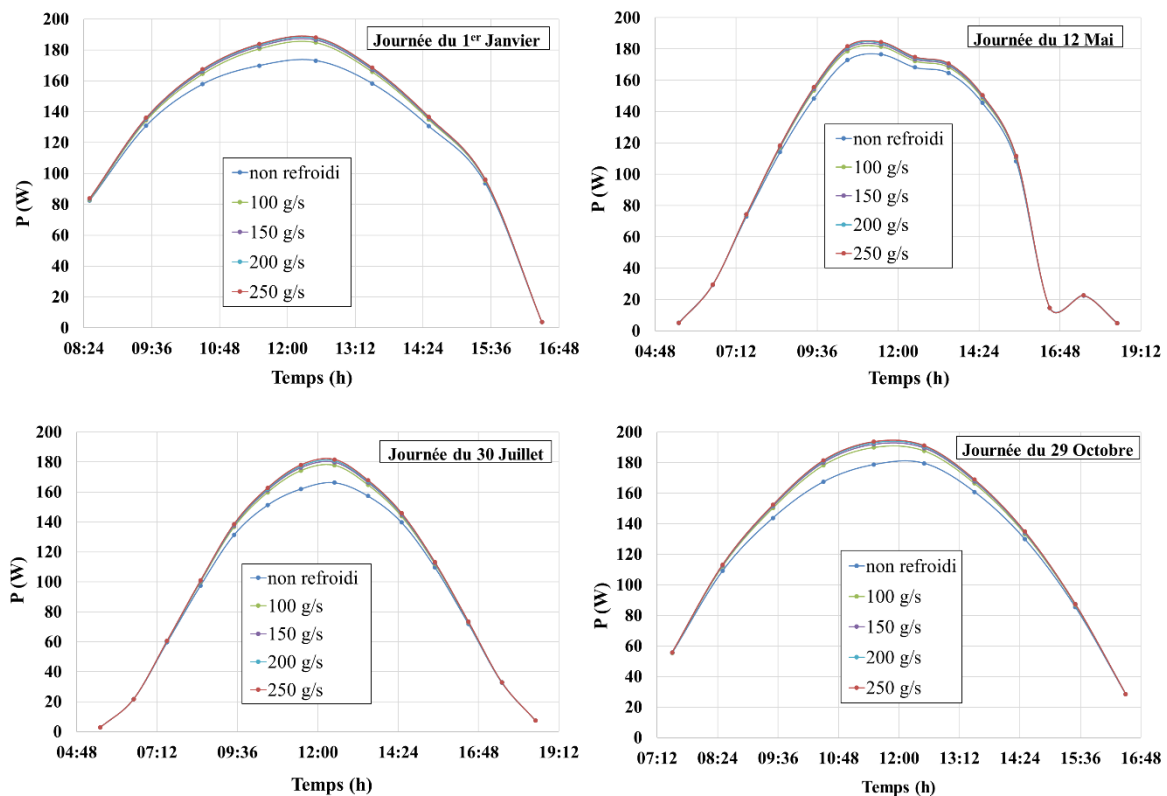 Journée du 1er Janvier
P (W)
200
180
160
140
120
100
80
60
40
20
0
non refroidi
100 g/s
150 g/s
200 g/s
250 g/s
08:24 09:36 10:48 12:00 13:12 14:24 15:36 16:48
Temps (h)
Journée du 12 Mai
P (W)
200
180
160
140
120
100
80
60
40
20
0
non refroidi
100 g/s
150 g/s
200 g/s
250 g/s
04:48 07:12 09:36 12:00 14:24 16:48 19:12
Temps (h)
Journée du 30 Juillet
P (W)
200
180
160
140
120
100
80
60
40
20
0
non refroidi
100 g/s
150 g/s
200 g/s
250 g/s
04:48 07:12 09:36 12:00 14:24 16:48 19:12
Temps (h)
Journée du 29 Octobre
P (W)
200
180
160
140
120
100
80
60
40
20
0
non refroidi
100 g/s
150 g/s
200 g/s
250 g/s
07:12 08:24 09:36 10:48 12:00 13:12 14:24 15:36 16:48
Temps (h)